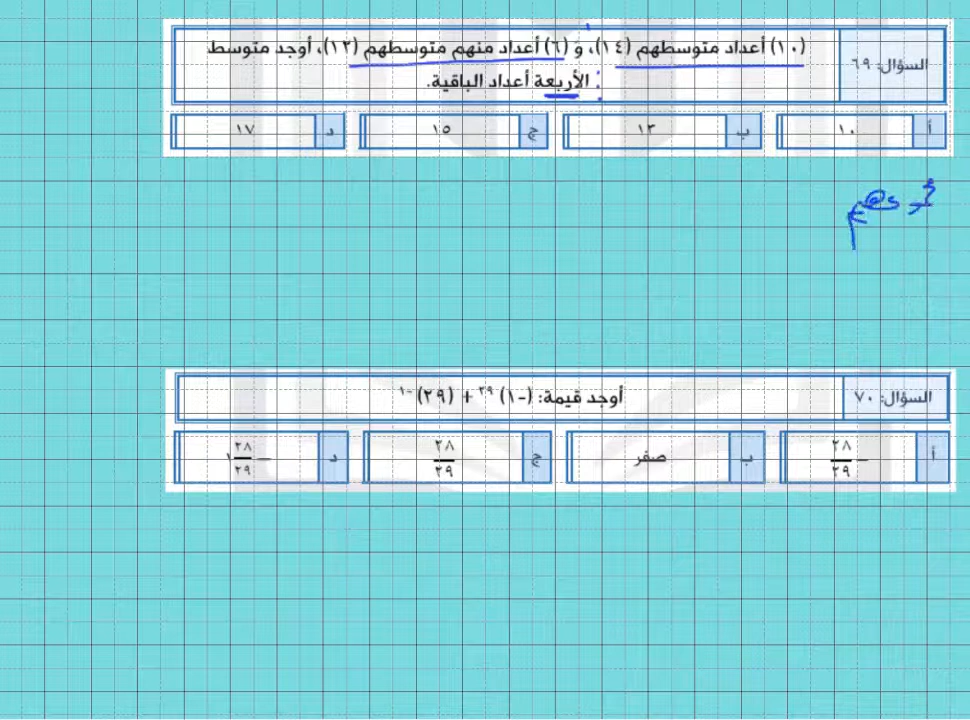 السؤال: ٦٩
(١٠) أعداد متوسطهم (١٤)، و (٦) أعداد منهم متوسطهم (١٢)، أوجد متوسط
الأربعة أعداد الباقية.
أ ١٠ ب ١٣ ج ١٥ د ١٧
السؤال: ٧٠
أوجد قيمة: (-١)^٢٩ + (٢٩)^-١
أ -٢٨/٢٩ ب صفر ج ٢٨/٢٩ د -١ ٢٨/٢٩